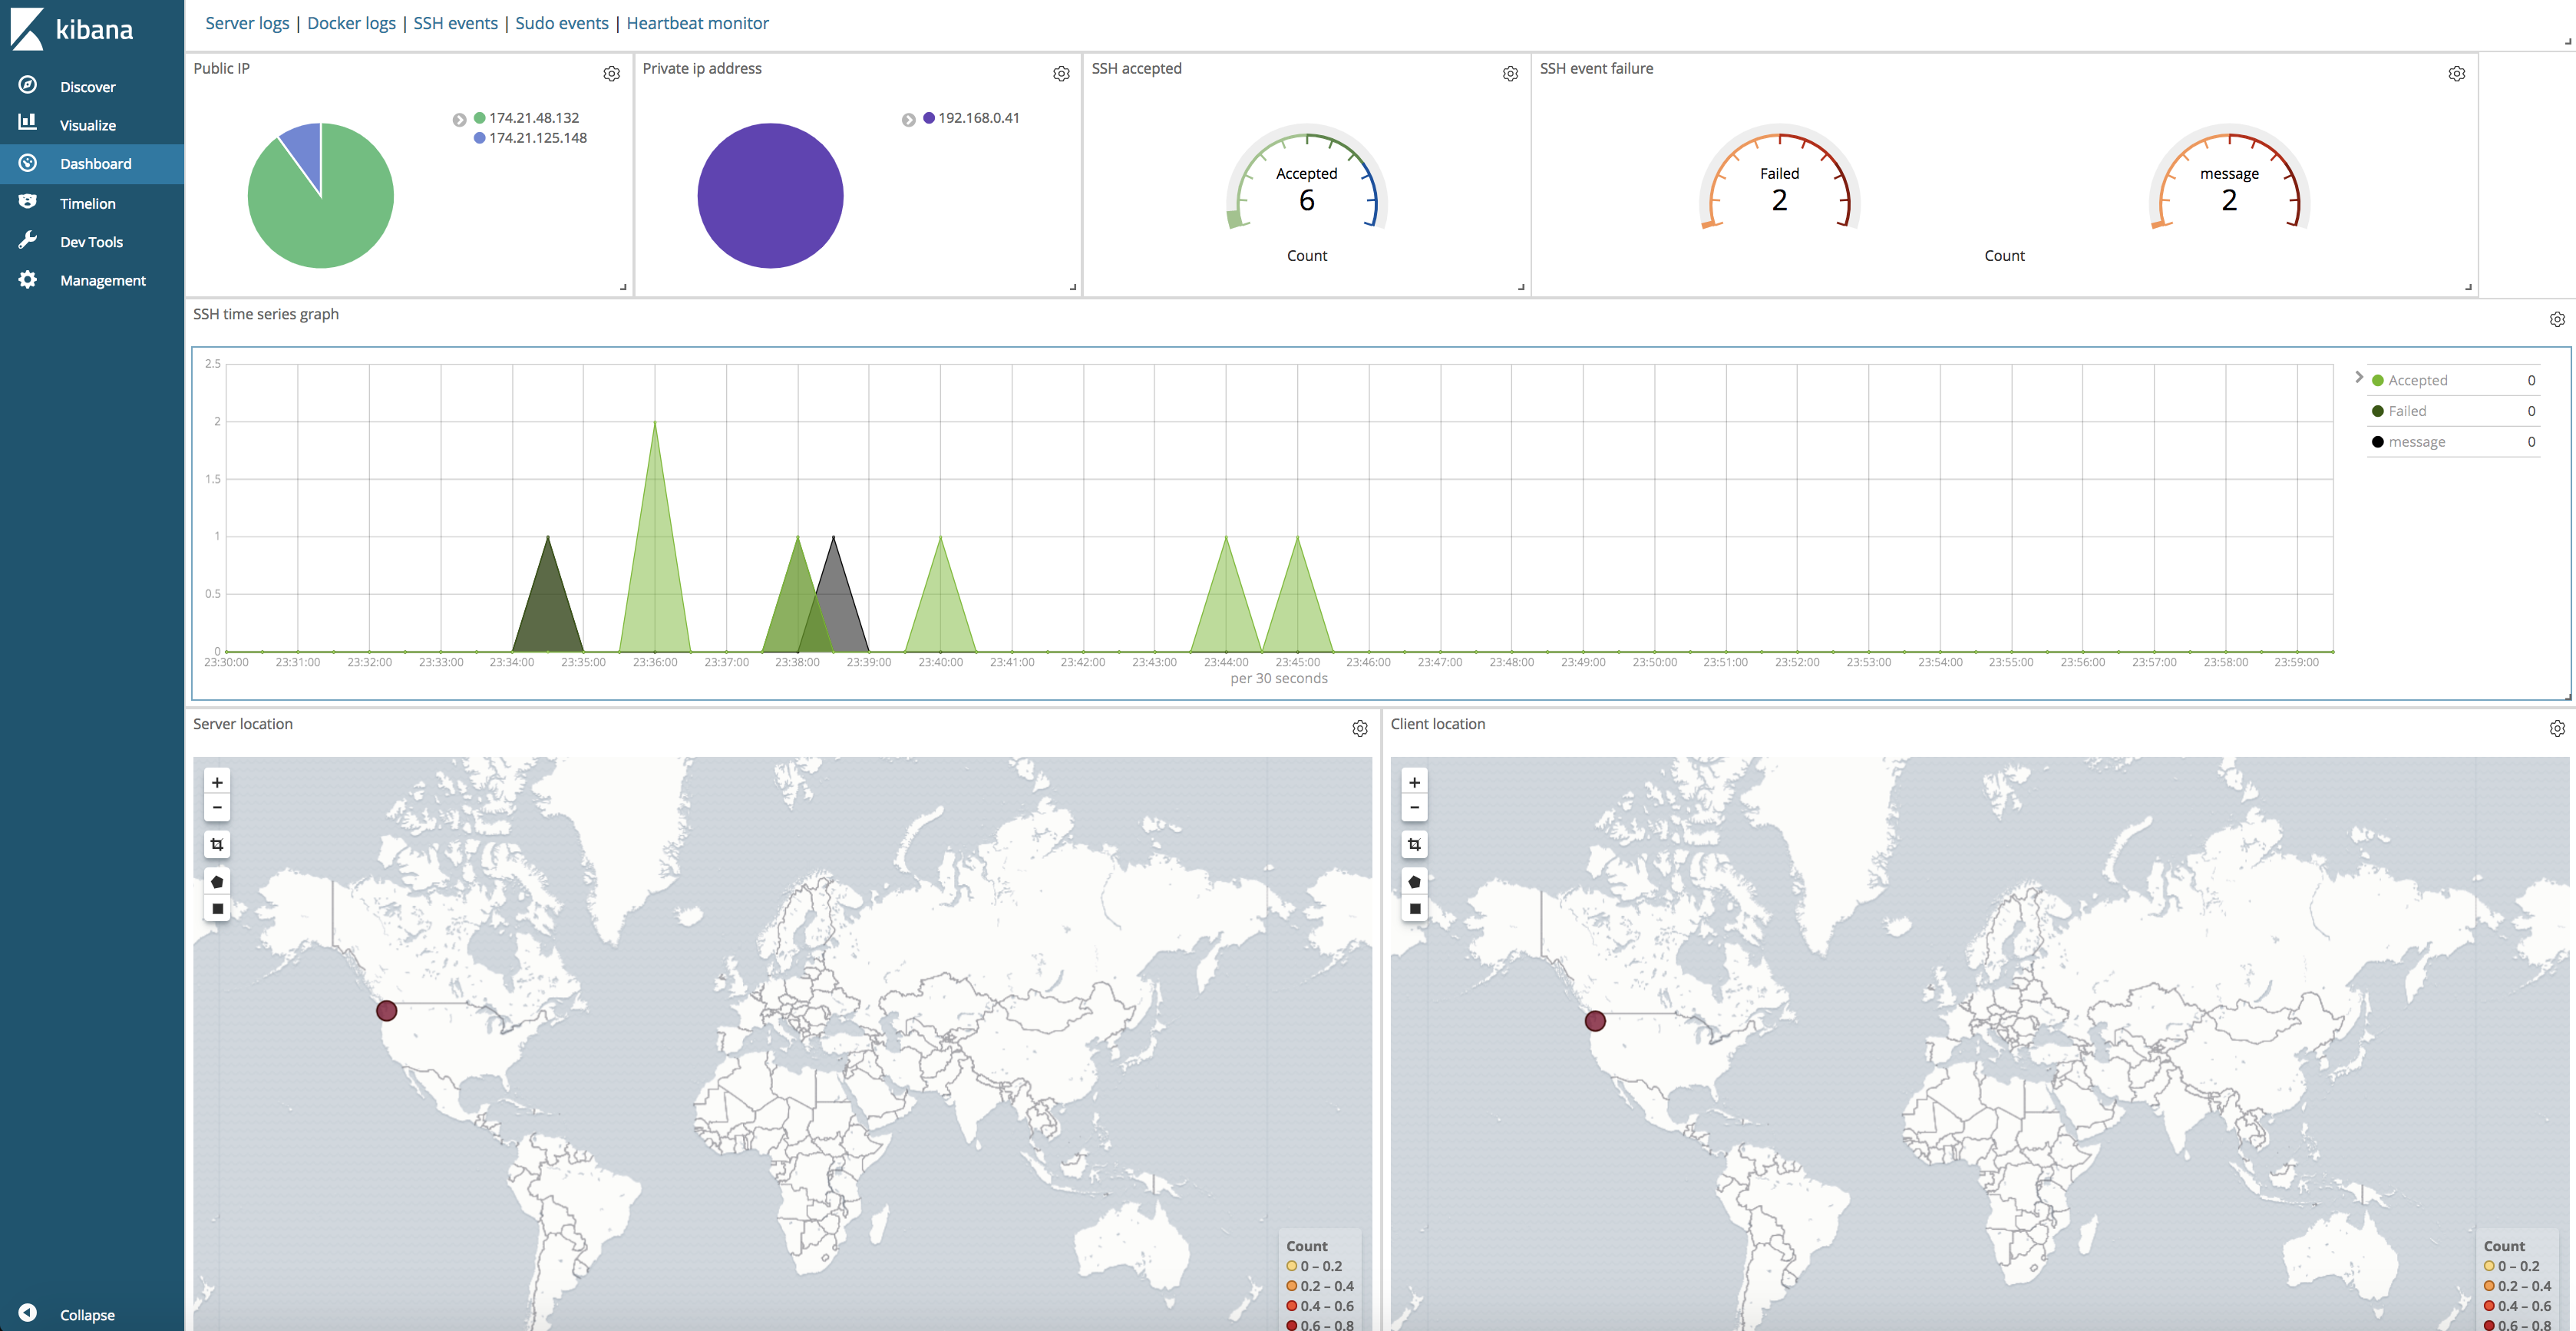 kibana
Discover
Visualize
Dashboard
Timelion
Dev Tools
Management
Collapse
Server logs | Docker logs | SSH events | Sudo events | Heartbeat monitor
Public IP
174.21.48.132
174.21.125.148
Private ip address
192.168.0.41
SSH accepted
Accepted
6
Count
SSH event failure
Failed
2
message
2
Count
SSH time series graph
2.5
2
1.5
1
0.5
0
23:30:00 23:31:00 23:32:00 23:33:00 23:34:00 23:35:00 23:36:00 23:37:00 23:38:00 23:39:00 23:40:00 23:41:00 23:42:00 23:43:00 23:44:00 23:45:00 23:46:00 23:47:00 23:48:00 23:49:00 23:50:00 23:51:00 23:52:00 23:53:00 23:54:00 23:55:00 23:56:00 23:57:00 23:58:00 23:59:00
per 30 seconds
Accepted 0
Failed 0
message 0
Server location
+
−
Count
0 – 0.2
0.2 – 0.4
0.4 – 0.6
0.6 – 0.8
Client location
+
−
Count
0 – 0.2
0.2 – 0.4
0.4 – 0.6
0.6 – 0.8